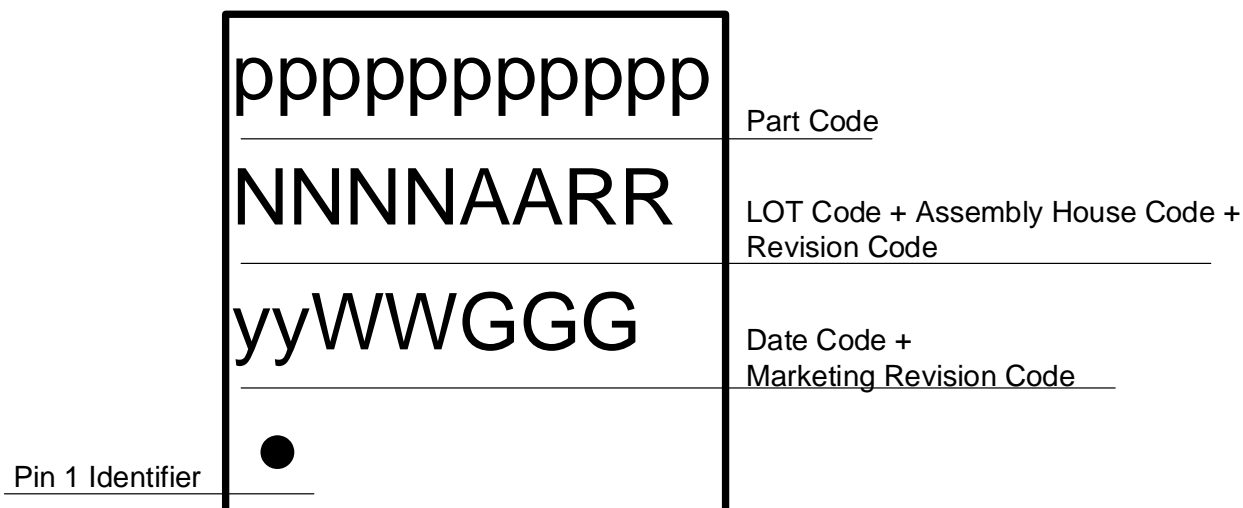 ppppppppppp
Part Code
NNNNAARR
LOT Code + Assembly House Code +
Revision Code
yyWWGGG
Date Code +
Marketing Revision Code
Pin 1 Identifier